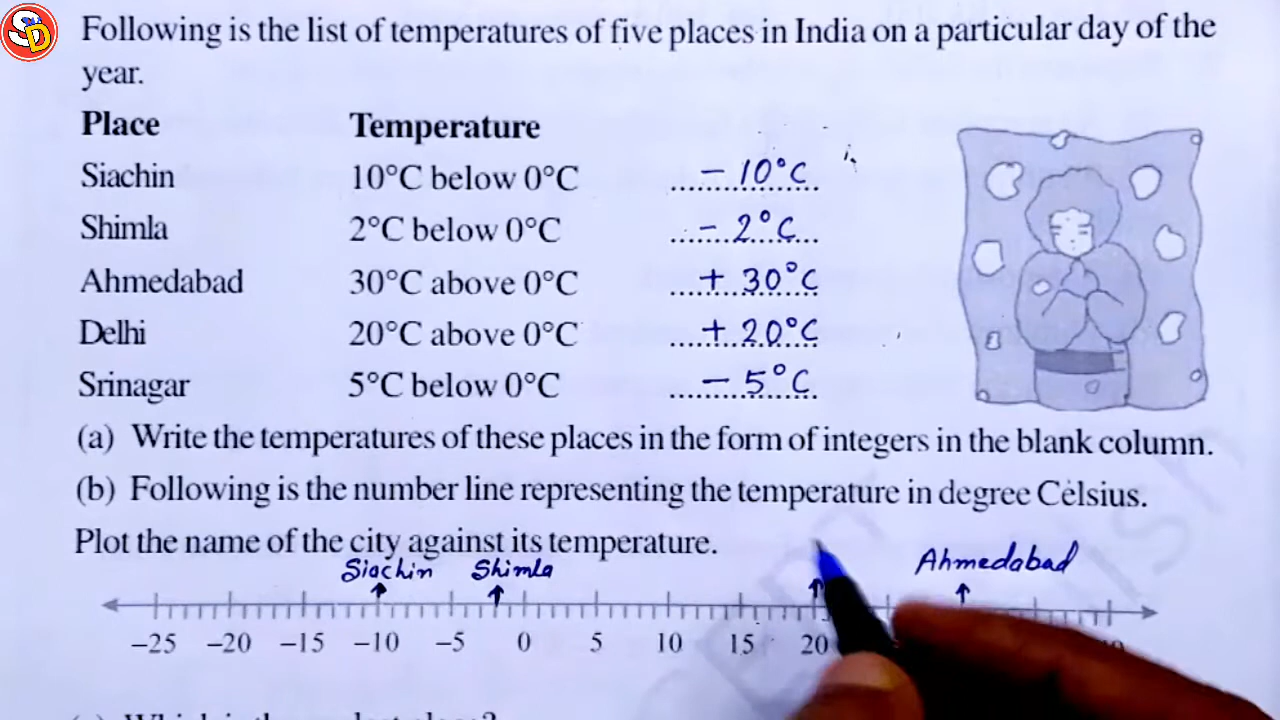 SD
Following is the list of temperatures of five places in India on a particular day of the
year.
Place Temperature
Siachin 10°C below 0°C - 10°C
Shimla 2°C below 0°C - 2°C
Ahmedabad 30°C above 0°C + 30°C
Delhi 20°C above 0°C + 20°C
Srinagar 5°C below 0°C - 5°C
(a) Write the temperatures of these places in the form of integers in the blank column.
(b) Following is the number line representing the temperature in degree Celsius.
Plot the name of the city against its temperature.
Siachin Shimla Ahmedabad
−25 −20 −15 −10 −5 0 5 10 15 20